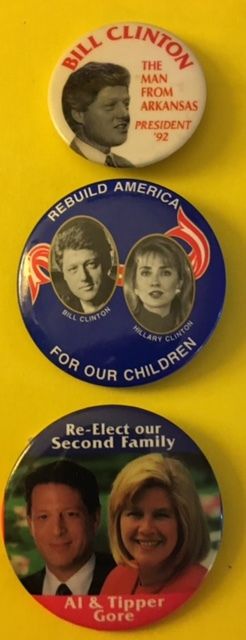 BILL CLINTON
THE
MAN
FROM
ARKANSAS
PRESIDENT
'92
REBUILD AMERICA
BILL CLINTON
HILLARY CLINTON
FOR OUR CHILDREN
Re-Elect our
Second Family
Al & Tipper
Gore